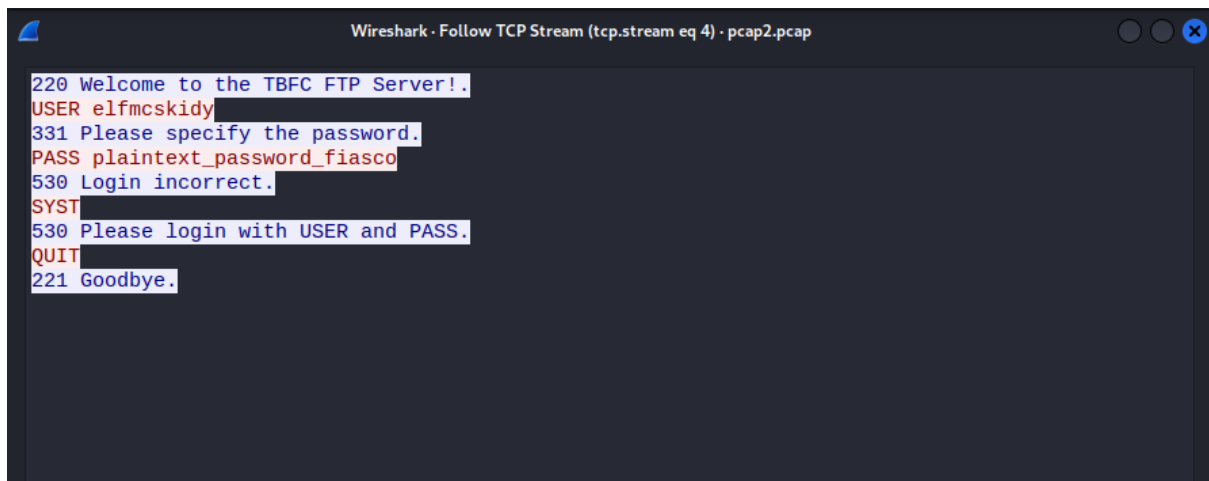 Wireshark · Follow TCP Stream (tcp.stream eq 4) · pcap2.pcap
220 Welcome to the TBFC FTP Server!.
USER elfmcskidy
331 Please specify the password.
PASS plaintext_password_fiasco
530 Login incorrect.
SYST
530 Please login with USER and PASS.
QUIT
221 Goodbye.